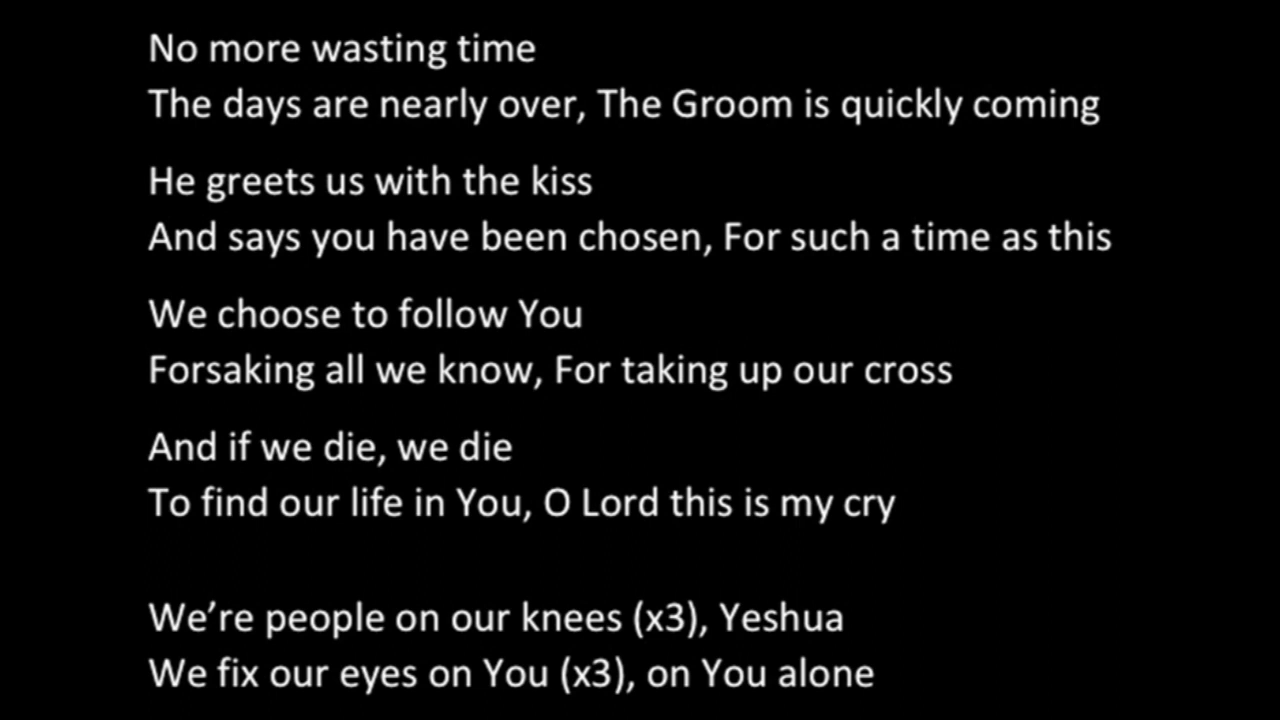 No more wasting time
The days are nearly over, The Groom is quickly coming
He greets us with the kiss
And says you have been chosen, For such a time as this
We choose to follow You
Forsaking all we know, For taking up our cross
And if we die, we die
To find our life in You, O Lord this is my cry
We’re people on our knees (x3), Yeshua
We fix our eyes on You (x3), on You alone